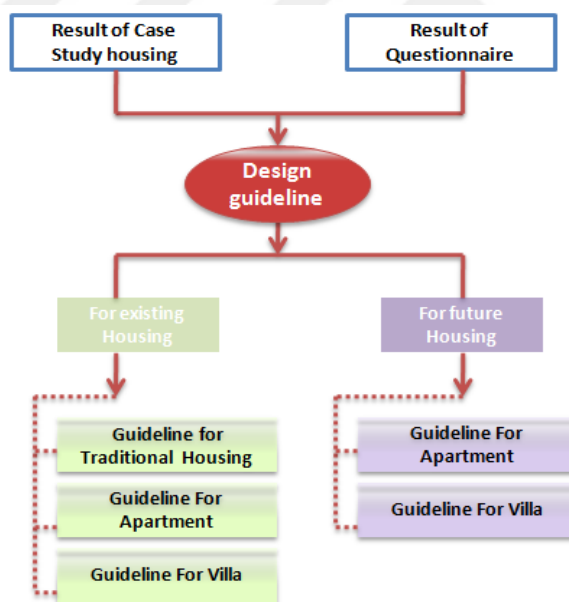 Result of Case
Study housing
Result of
Questionnaire
Design
guideline
For existing
Housing
For future
Housing
Guideline for
Traditional Housing
Guideline For
Apartment
Guideline For Villa
Guideline For
Apartment
Guideline For Villa